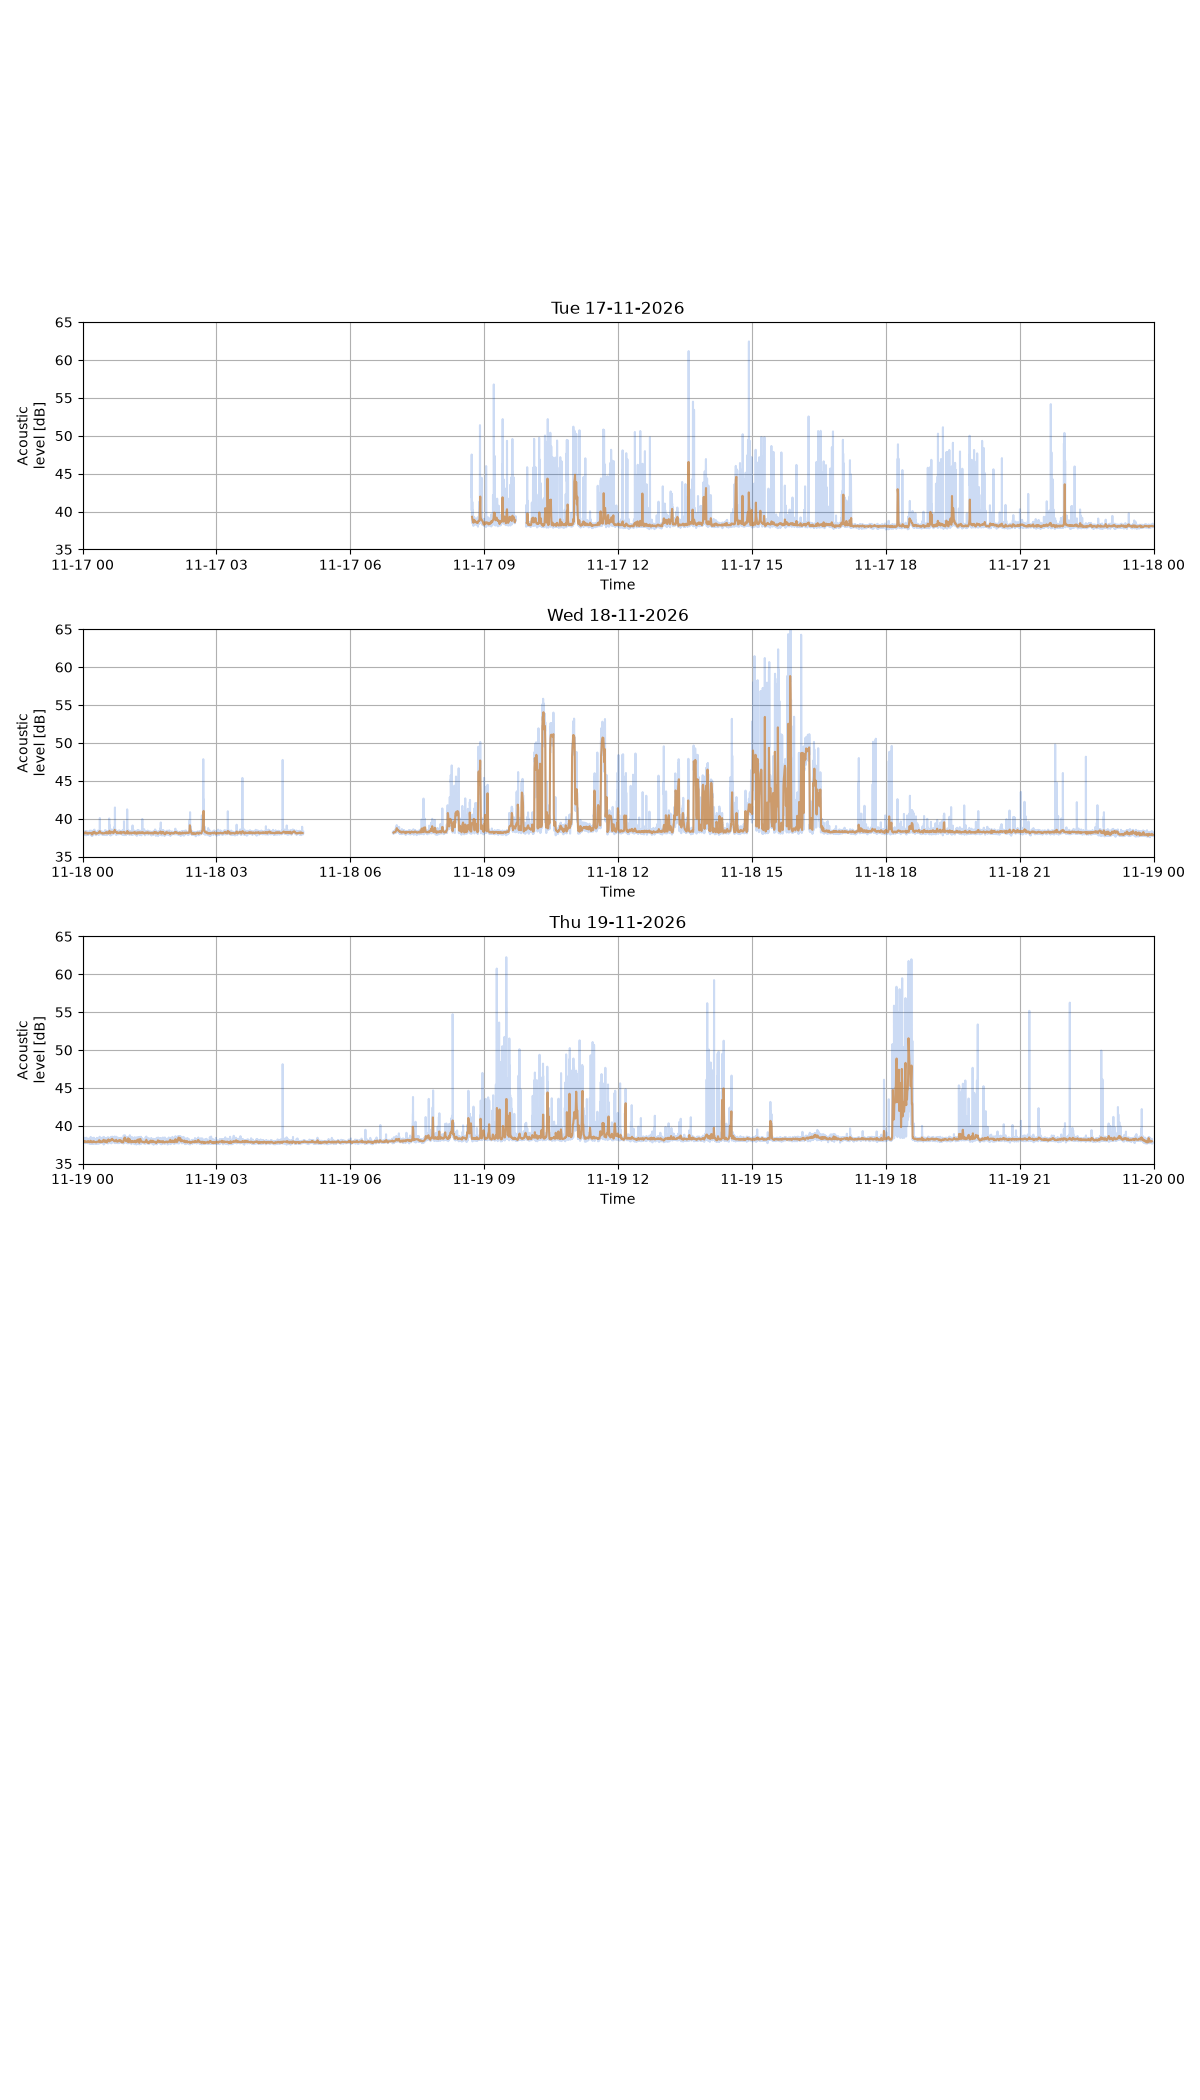 Tue 17-11-2026
65
60
55
50
45
40
35
Acoustic
level [dB]
11-17 00 11-17 03 11-17 06 11-17 09 11-17 12 11-17 15 11-17 18 11-17 21 11-18 00
Time
Wed 18-11-2026
65
60
55
50
45
40
35
Acoustic
level [dB]
11-18 00 11-18 03 11-18 06 11-18 09 11-18 12 11-18 15 11-18 18 11-18 21 11-19 00
Time
Thu 19-11-2026
65
60
55
50
45
40
35
Acoustic
level [dB]
11-19 00 11-19 03 11-19 06 11-19 09 11-19 12 11-19 15 11-19 18 11-19 21 11-20 00
Time